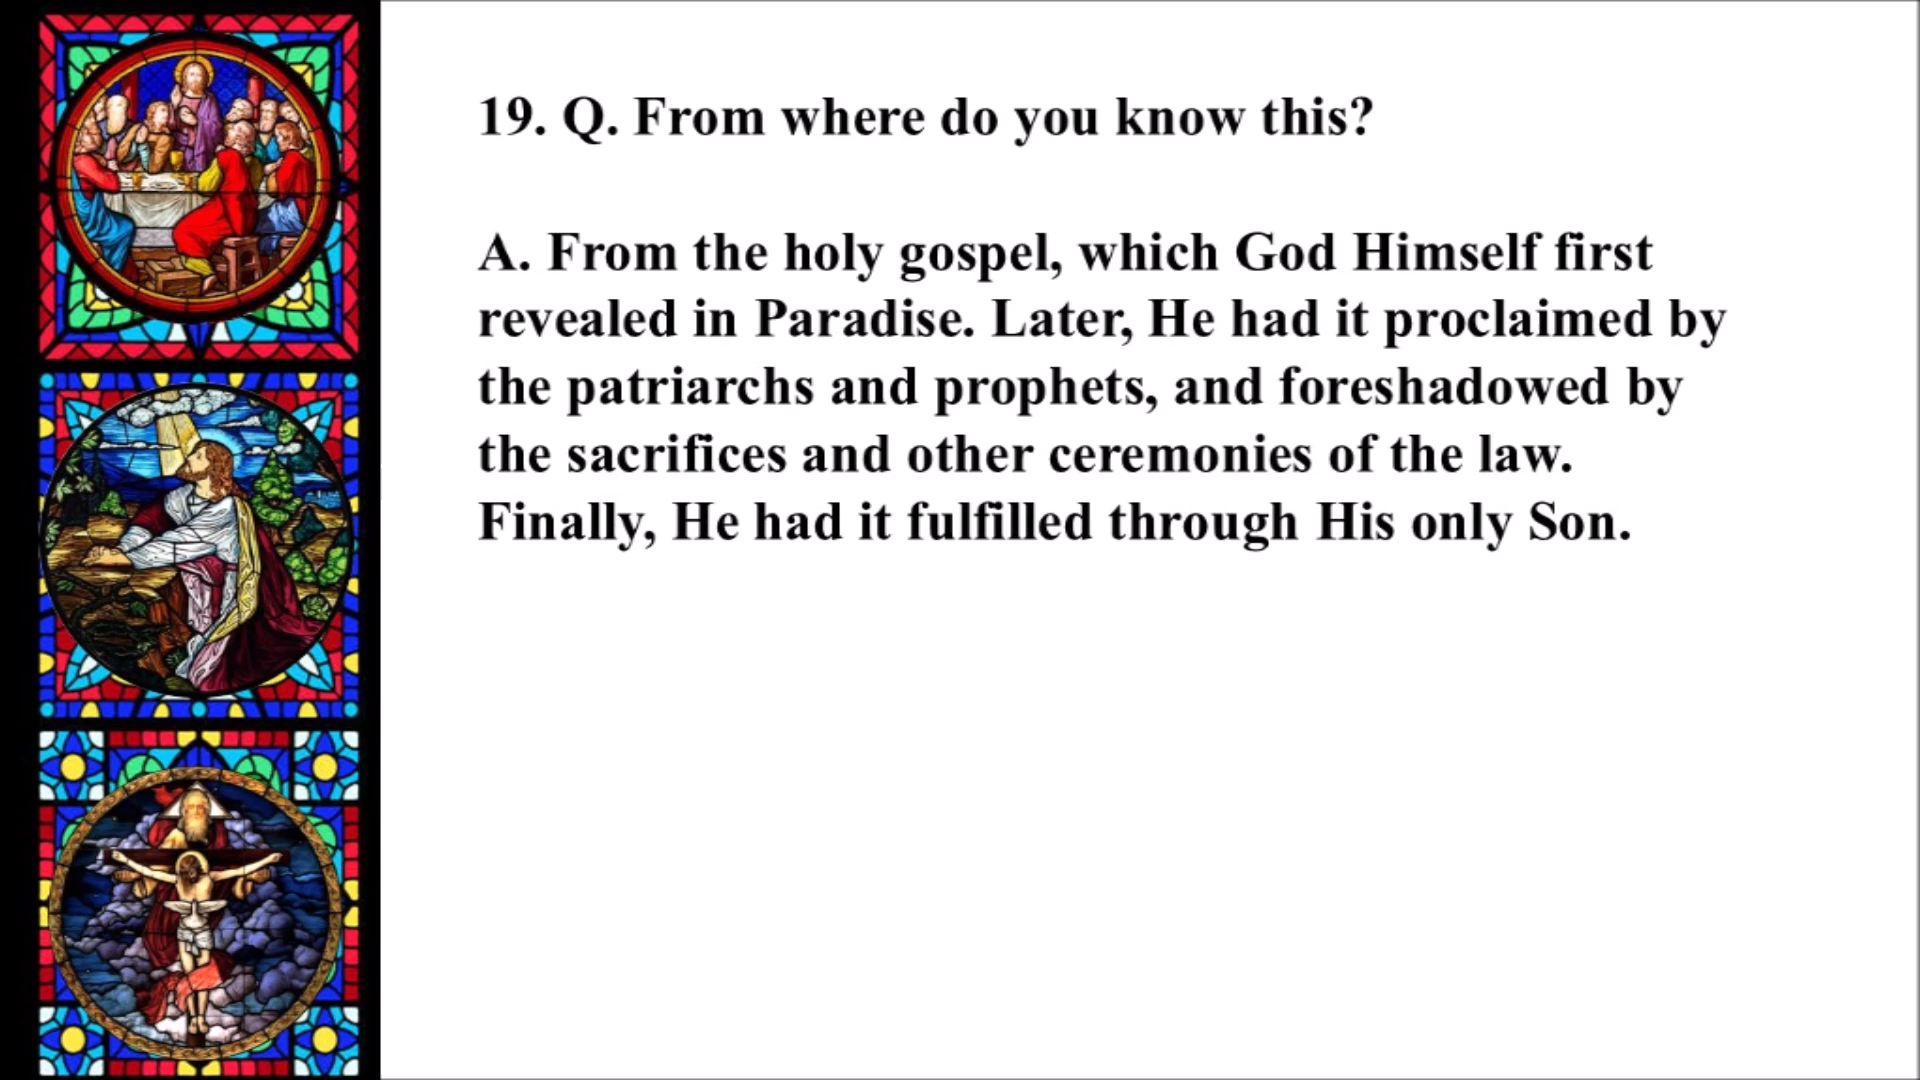 19. Q. From where do you know this?
A. From the holy gospel, which God Himself first
revealed in Paradise. Later, He had it proclaimed by
the patriarchs and prophets, and foreshadowed by
the sacrifices and other ceremonies of the law.
Finally, He had it fulfilled through His only Son.